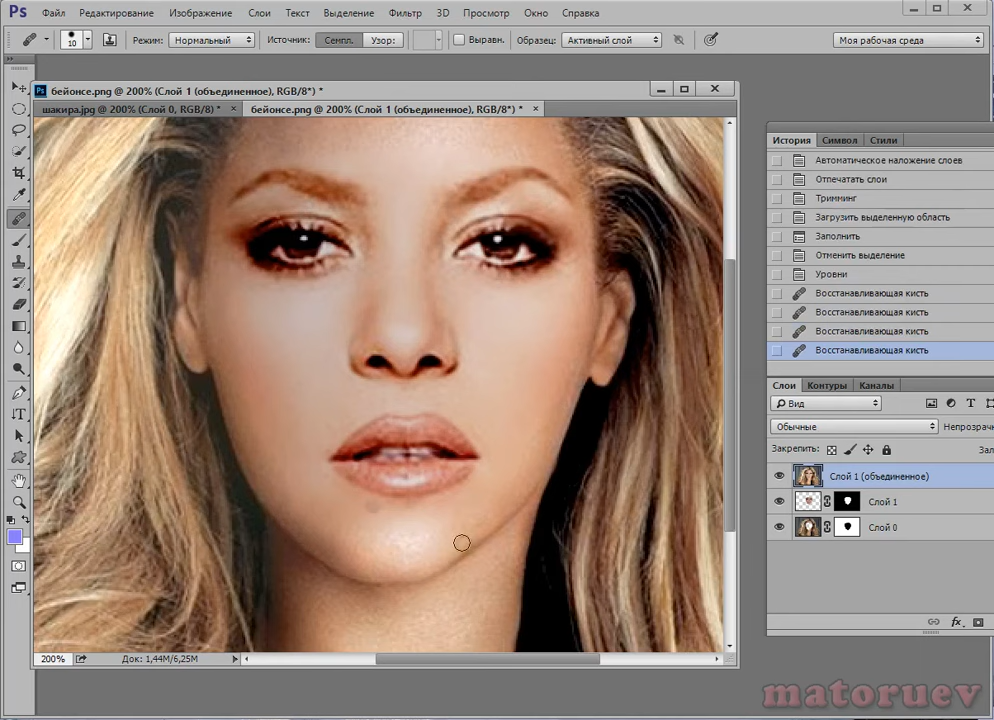 Ps Файл Редактирование Изображение Слои Текст Выделение Фильтр 3D Просмотр Окно Справка
10 Режим: Нормальный Источник: Семпл. Узор: Выравн. Образец: Активный слой Моя рабочая среда
Ps бейонсе.png @ 200% (Слой 1 (объединенное), RGB/8*) *
шакира.jpg @ 200% (Слой 0, RGB/8) * × бейонсе.png @ 200% (Слой 1 (объединенное), RGB/8*) * ×
История Символ Стили
Автоматическое наложение слоев
Отпечатать слои
Тримминг
Загрузить выделенную область
Заполнить
Отменить выделение
Уровни
Восстанавливающая кисть
Восстанавливающая кисть
Восстанавливающая кисть
Восстанавливающая кисть
Слои Контуры Каналы
Вид T
Обычные Непрозрачн
Закрепить: Зал
Слой 1 (объединенное)
Слой 1
Слой 0
fx
200% Док: 1,44M/6,25M
matoruev